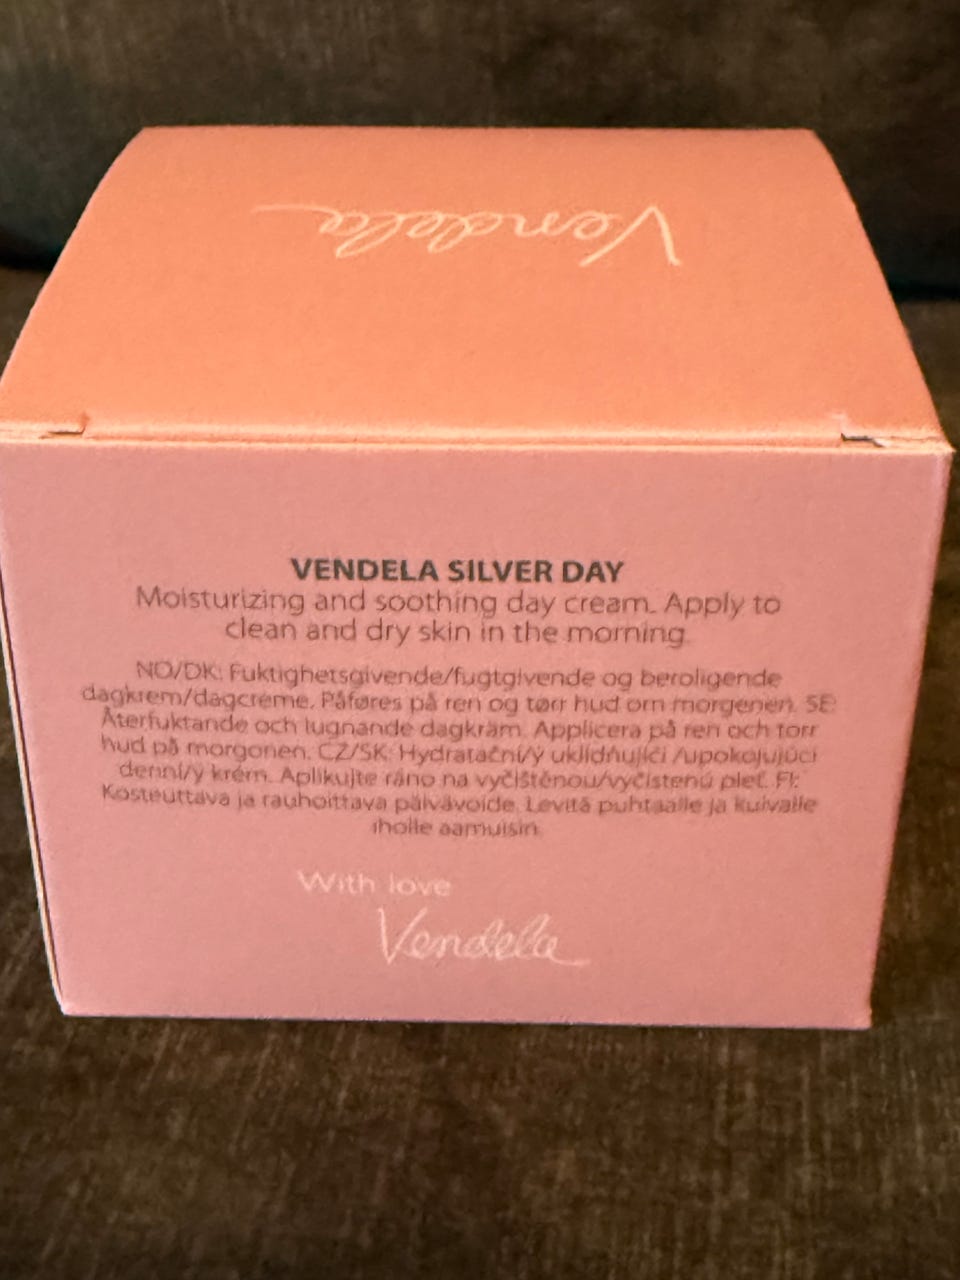 Vendela
VENDELA SILVER DAY
Moisturizing and soothing day cream. Apply to
clean and dry skin in the morning.
NO/DK: Fuktighetsgivende/fugtgivende og beroligende
dagkrem/dagcreme. Påføres på ren og tørr hud om morgenen. SE:
Återfuktande och lugnande dagkräm. Applicera på ren och torr
hud på morgonen. CZ/SK: Hydratační/ý uklidňující /upokojujúci
denní/ý krém. Aplikujte ráno na vyčištěnou/vyčistenú pleť. FI:
Kosteuttava ja rauhoittava päivävoide. Levitä puhtaalle ja kuivalle
iholle aamuisin.
With love
Vendela